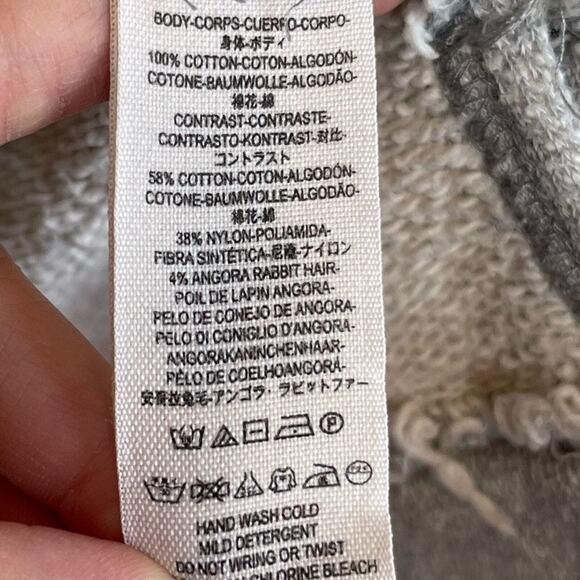 BODY-CORPS-CUERPO-CORPO-
身体-ボディ
100% COTTON-COTON-ALGODÓN-
COTONE-BAUMWOLLE-ALGODÃO-
棉花-綿
CONTRAST-CONTRASTE-
CONTRASTO-KONTRAST-对比-
コントラスト
58% COTTON-COTON-ALGODÓN-
COTONE-BAUMWOLLE-ALGODÃO-
棉花-綿
38% NYLON-POLIAMIDA-
FIBRA SINTÉTICA-尼龍-ナイロン
4% ANGORA RABBIT HAIR-
POIL DE LAPIN ANGORA-
PELO DE CONEJO DE ANGORA-
PELO DI CONIGLIO D'ANGORA-
ANGORAKANINCHENHAAR-
PÊLO DE COELHOANGORÁ-
安哥拉兔毛-アンゴラ・ラビットファー
P
HAND WASH COLD
MILD DETERGENT
DO NOT WRING OR TWIST
CHLORINE BLEACH